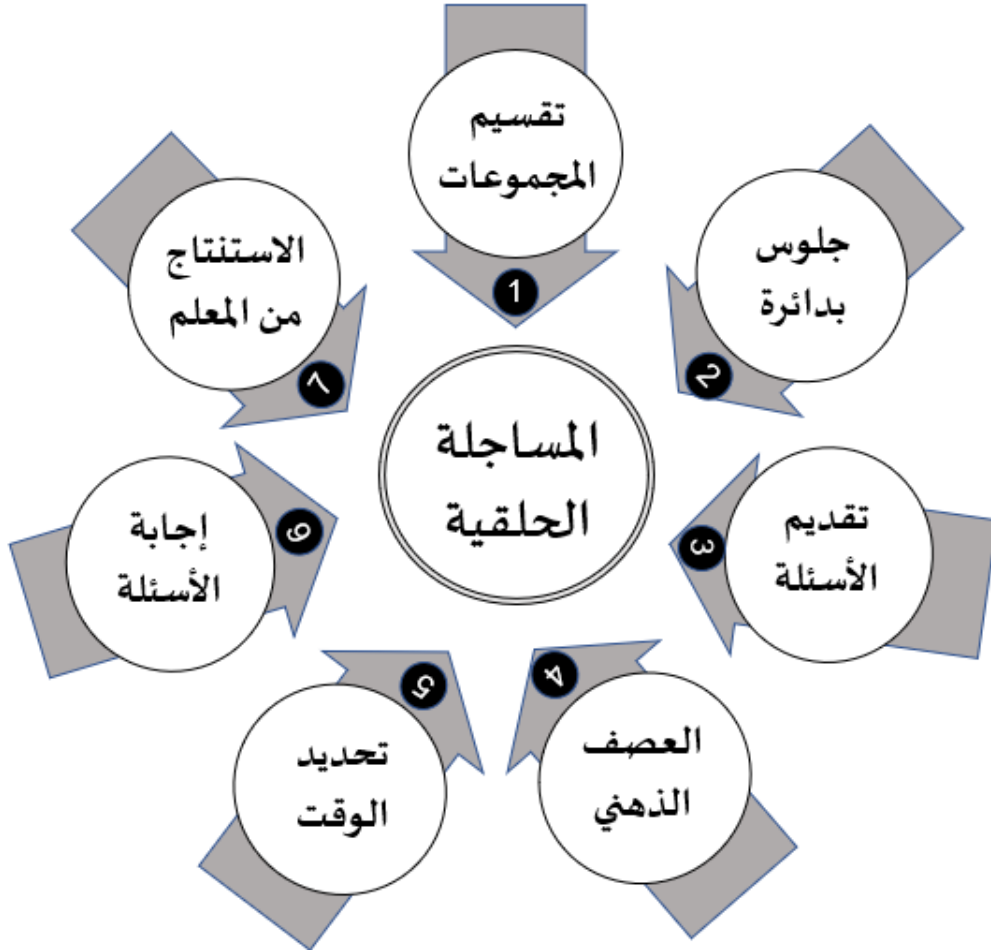 المساجلة
الحلقية
تقسيم
المجموعات
1
جلوس
بدائرة
2
تقديم
الأسئلة
3
العصف
الذهني
4
تحديد
الوقت
5
إجابة
الأسئلة
6
الاستنتاج
من المعلم
7